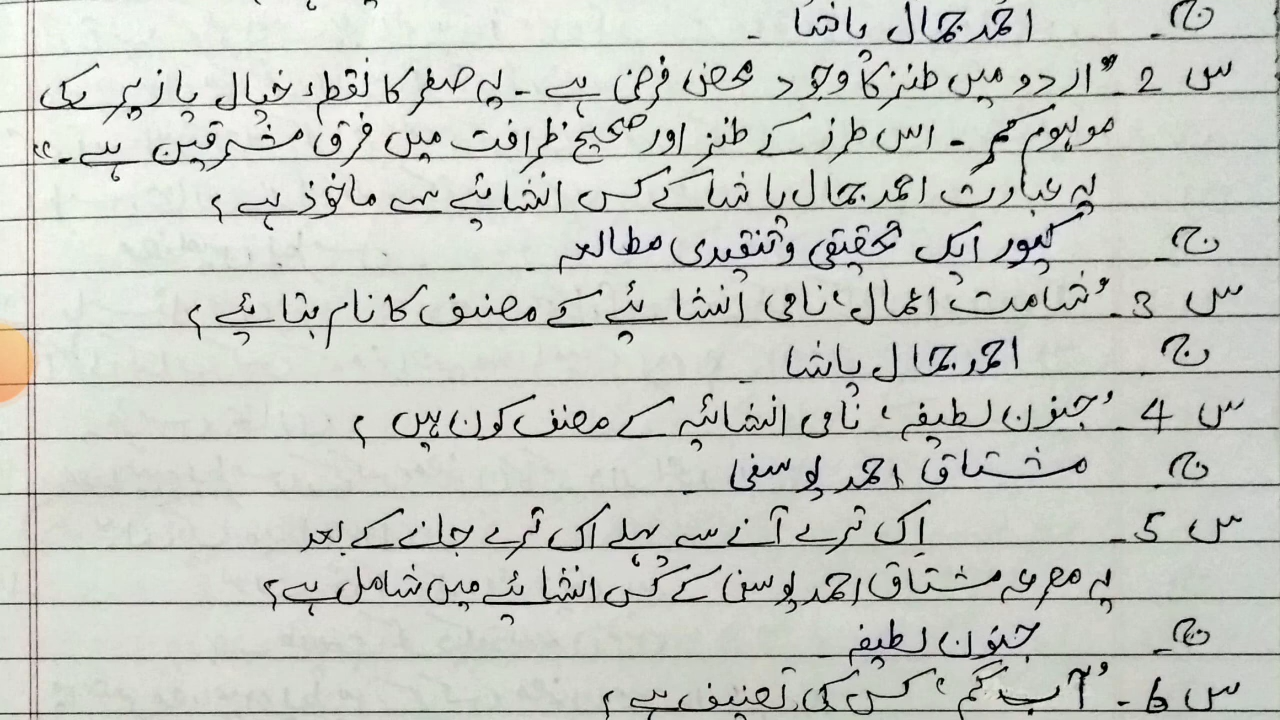 ج۔ احمد جمال پاشا ۔
س 2۔ "اردو میں طنز کا وجود محض فرضی ہے ۔ یہ صفر کا نقطۂ خیال یا زیر کی
موہوم کمر ۔ اس طرز کے طنز اور صحیح ظرافت میں فرق مشرقین ہے ۔"
یہ عبارت احمد جمال پاشا کے کس انشائیے سے ماخوذ ہے ؟
ج۔ کپور ایک تحقیقی و تنقیدی مطالعہ ۔
س 3۔ 'شامت اعمال' نامی انشائیے کے مصنف کا نام بتائیے ؟
ج۔ احمد جمال پاشا ۔
س 4۔ 'جنون لطیفہ' نامی انشائیہ کے مصنف کون ہیں ؟
ج۔ مشتاق احمد یوسفی ۔
س 5۔ اِک ترے آنے سے پہلے اک ترے جانے کے بعد
یہ مصرعہ مشتاق احمد یوسفی کے کس انشائیے میں شامل ہے ؟
ج۔ جنون لطیفہ
س 6۔ 'آب گم' کس کی تصنیف ہے ؟